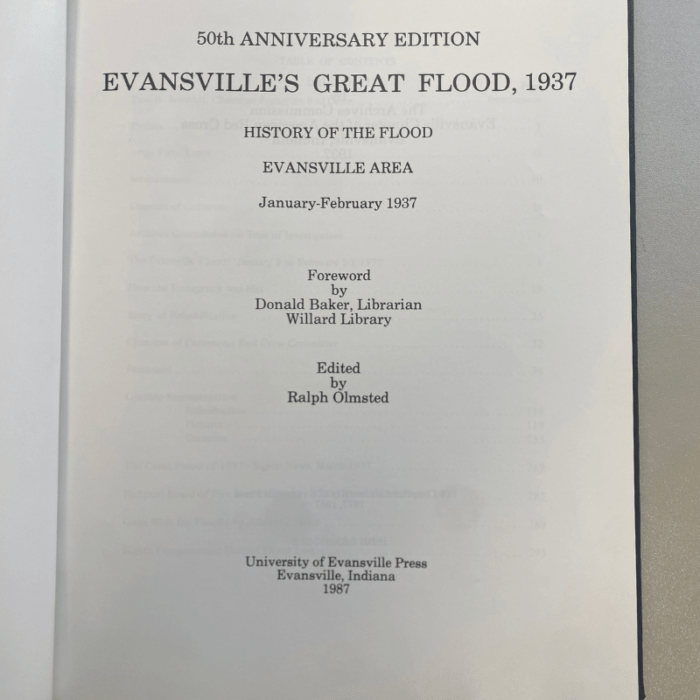 50th ANNIVERSARY EDITION
EVANSVILLE'S GREAT FLOOD, 1937
HISTORY OF THE FLOOD
EVANSVILLE AREA
January-February 1937
Foreword
by
Donald Baker, Librarian
Willard Library
Edited
by
Ralph Olmsted
University of Evansville Press
Evansville, Indiana
1987